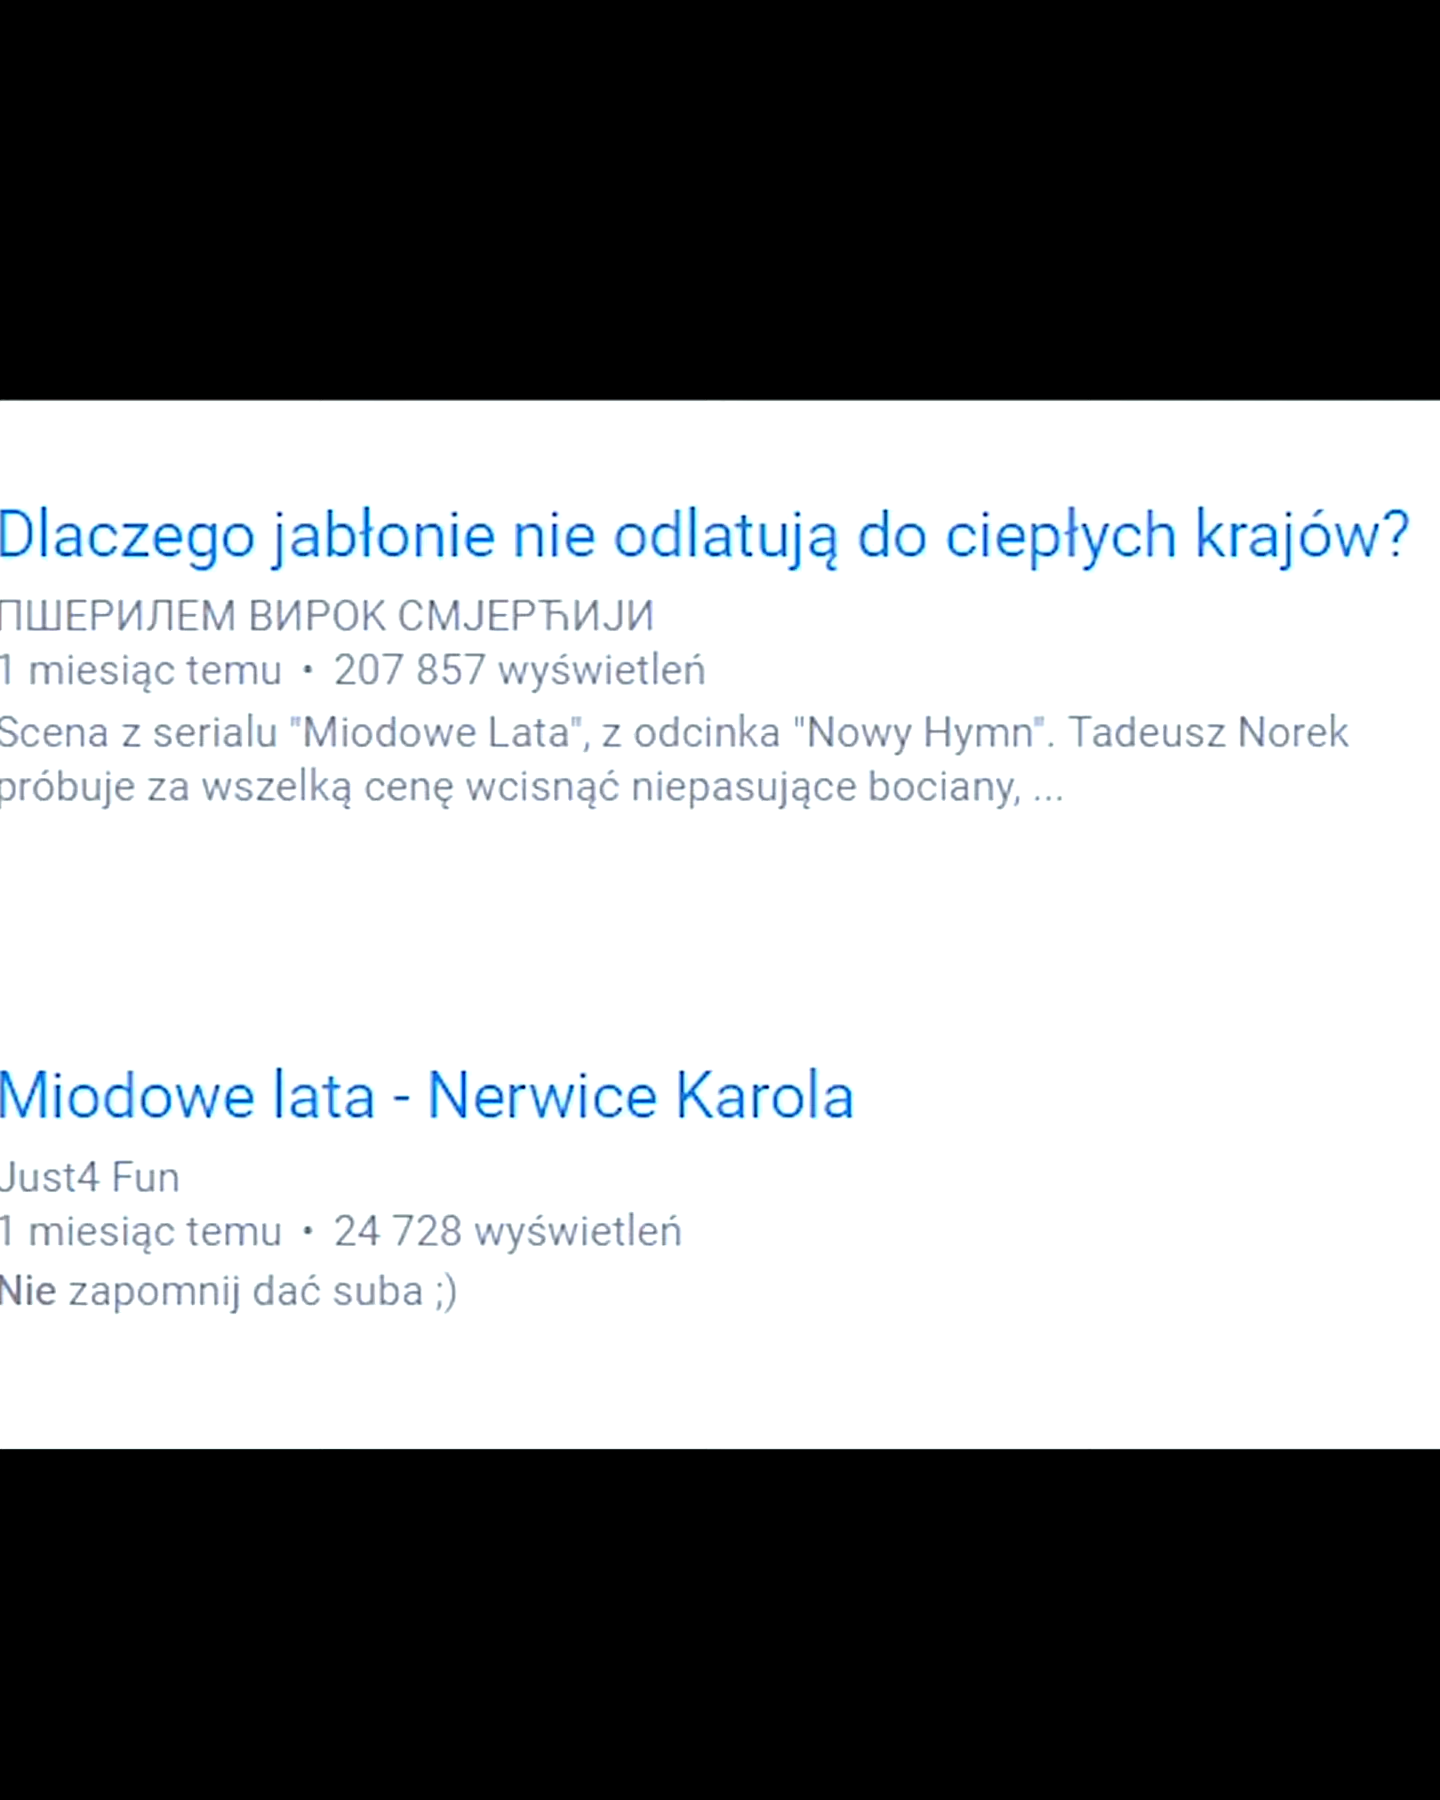 Dlaczego jabłonie nie odlatują do ciepłych krajów?
ПШЕРИЛЕМ ВИРОК СМЈЕРЋИЈИ
1 miesiąc temu • 207 857 wyświetleń
Scena z serialu "Miodowe Lata", z odcinka "Nowy Hymn". Tadeusz Norek
próbuje za wszelką cenę wcisnąć niepasujące bociany, ...
Miodowe lata - Nerwice Karola
Just4 Fun
1 miesiąc temu • 24 728 wyświetleń
Nie zapomnij dać suba ;)